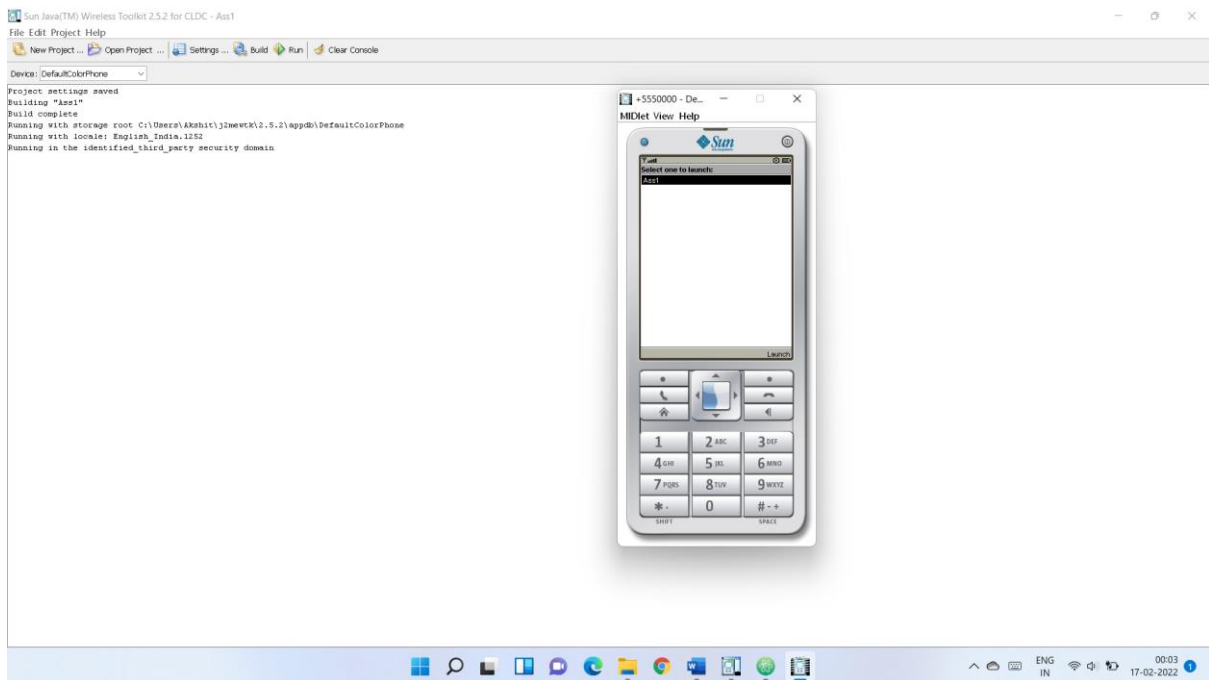 Sun Java(TM) Wireless Toolkit 2.5.2 for CLDC - Ass1
File Edit Project Help
New Project ... Open Project ... Settings ... Build Run Clear Console
Device: DefaultColorPhone
Project settings saved
Building "Ass1"
Build complete
Running with storage root C:\Users\Akshit\j2mewtk\2.5.2\appdb\DefaultColorPhone
Running with locale: English_India.1252
Running in the identified_third_party security domain
+5550000 - De...
MIDlet View Help
Sun
Select one to launch:
Ass1
Launch
1 2 ABC 3 DEF
4 GHI 5 JKL 6 MNO
7 PQRS 8 TUV 9 WXYZ
* . 0 # - +
SHIFT SPACE
ENG
IN
00:03
17-02-2022
1